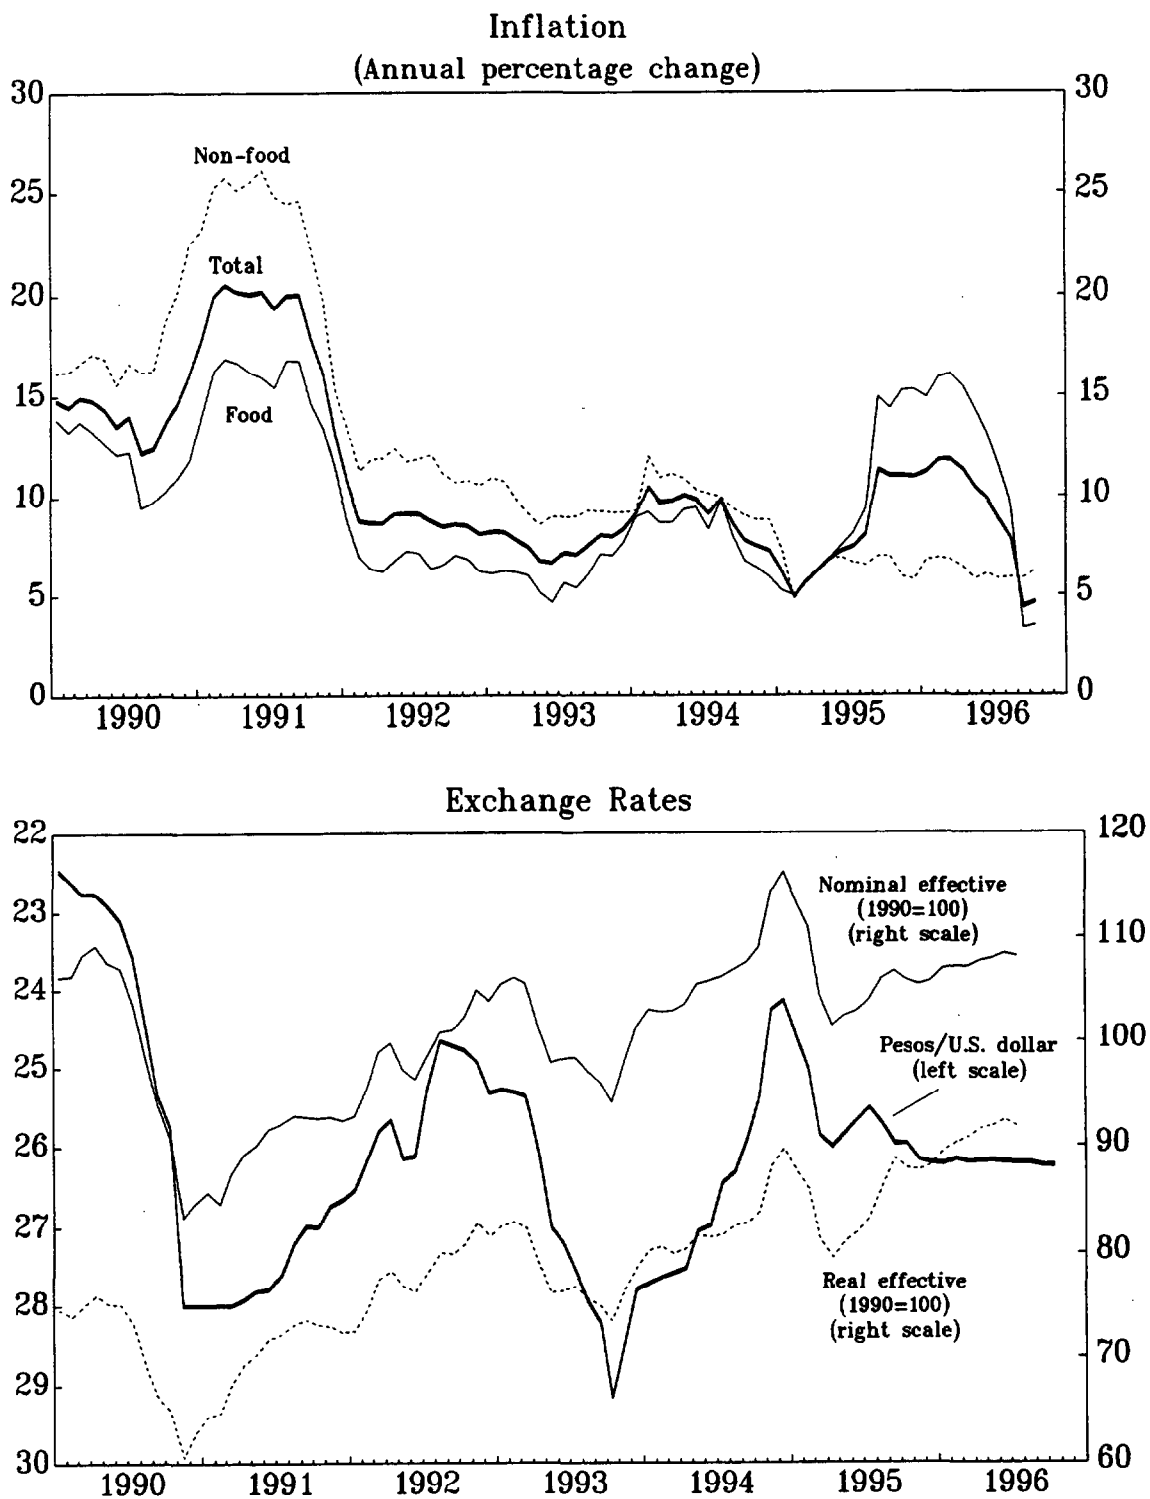 Inflation
(Annual percentage change)
30 30
Non-food
25 25
Total
20 20
15 15
Food
10 10
5 5
0 0
1990 1991 1992 1993 1994 1995 1996
Exchange Rates
22 120
Nominal effective
(1990=100)
(right scale)
23 110
24
Pesos/U.S. dollar
(left scale)
100
25
26 90
27 80
Real effective
(1990=100)
(right scale)
28
70
29
30 60
1990 1991 1992 1993 1994 1995 1996